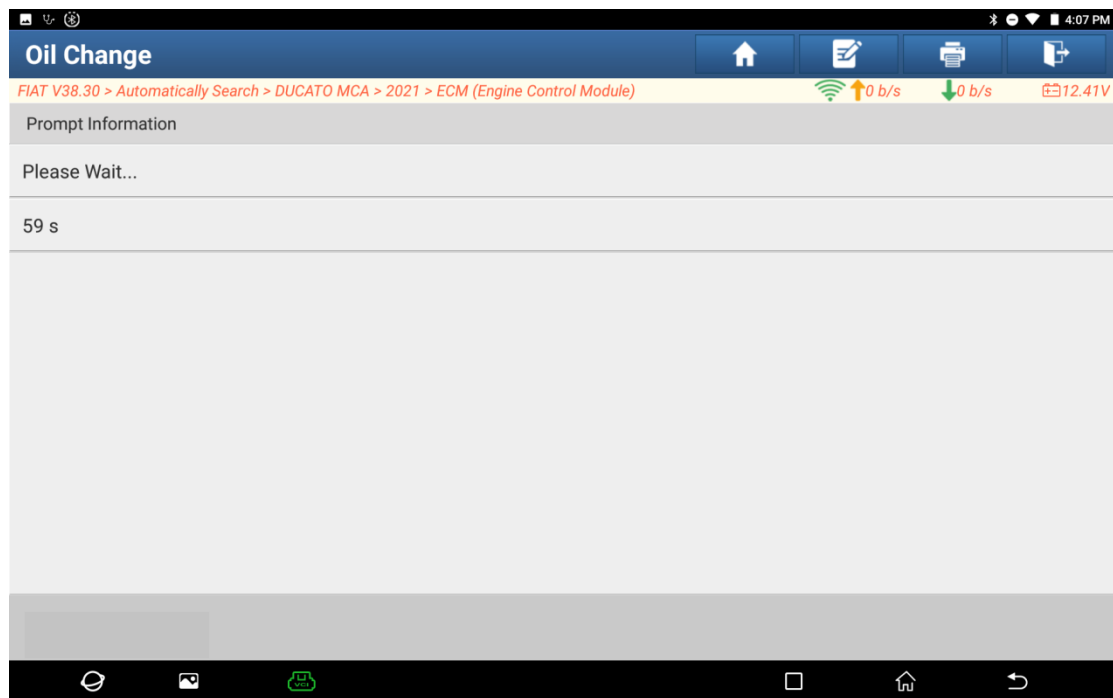 4:07 PM
Oil Change
FIAT V38.30 > Automatically Search > DUCATO MCA > 2021 > ECM (Engine Control Module) 0 b/s 0 b/s 12.41V
Prompt Information
Please Wait...
59 s
VCI